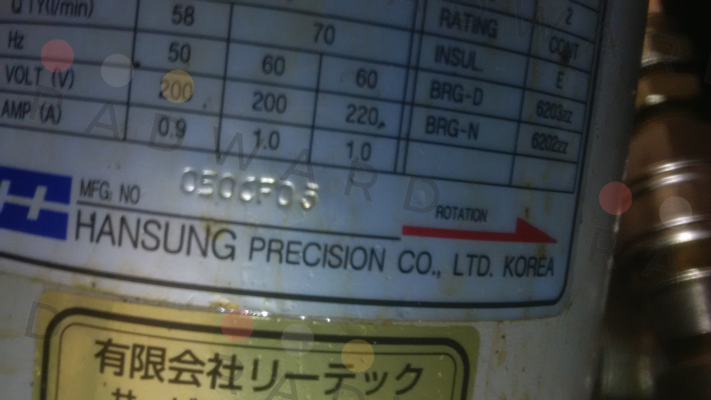 Q'TY(l/min) 58 70
Hz 50 60 60
VOLT (V) 200 200 220
AMP (A) 0.9 1.0 1.0
2
RATING CONT
INSUL. E
BRG-D 6203zz
BRG-N 6202zz
MFG. NO
ROTATION
HANSUNG PRECISION CO., LTD. KOREA
有限会社リーテック
ADWARD